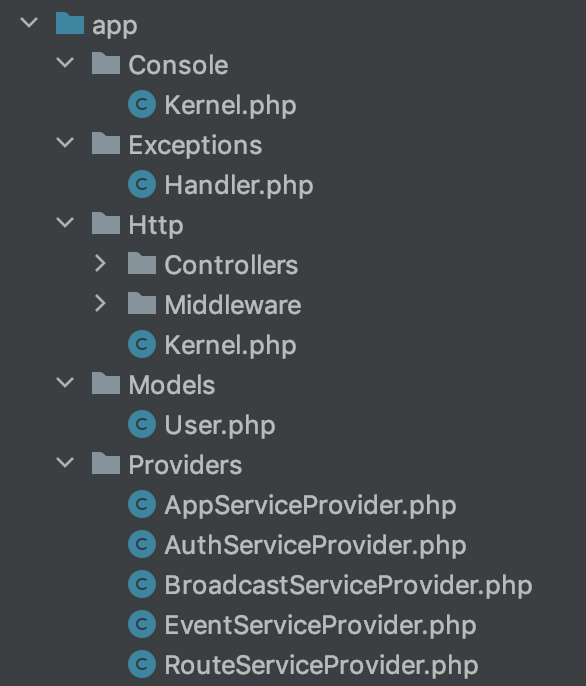 app
Console
Kernel.php
Exceptions
Handler.php
Http
Controllers
Middleware
Kernel.php
Models
User.php
Providers
AppServiceProvider.php
AuthServiceProvider.php
BroadcastServiceProvider.php
EventServiceProvider.php
RouteServiceProvider.php